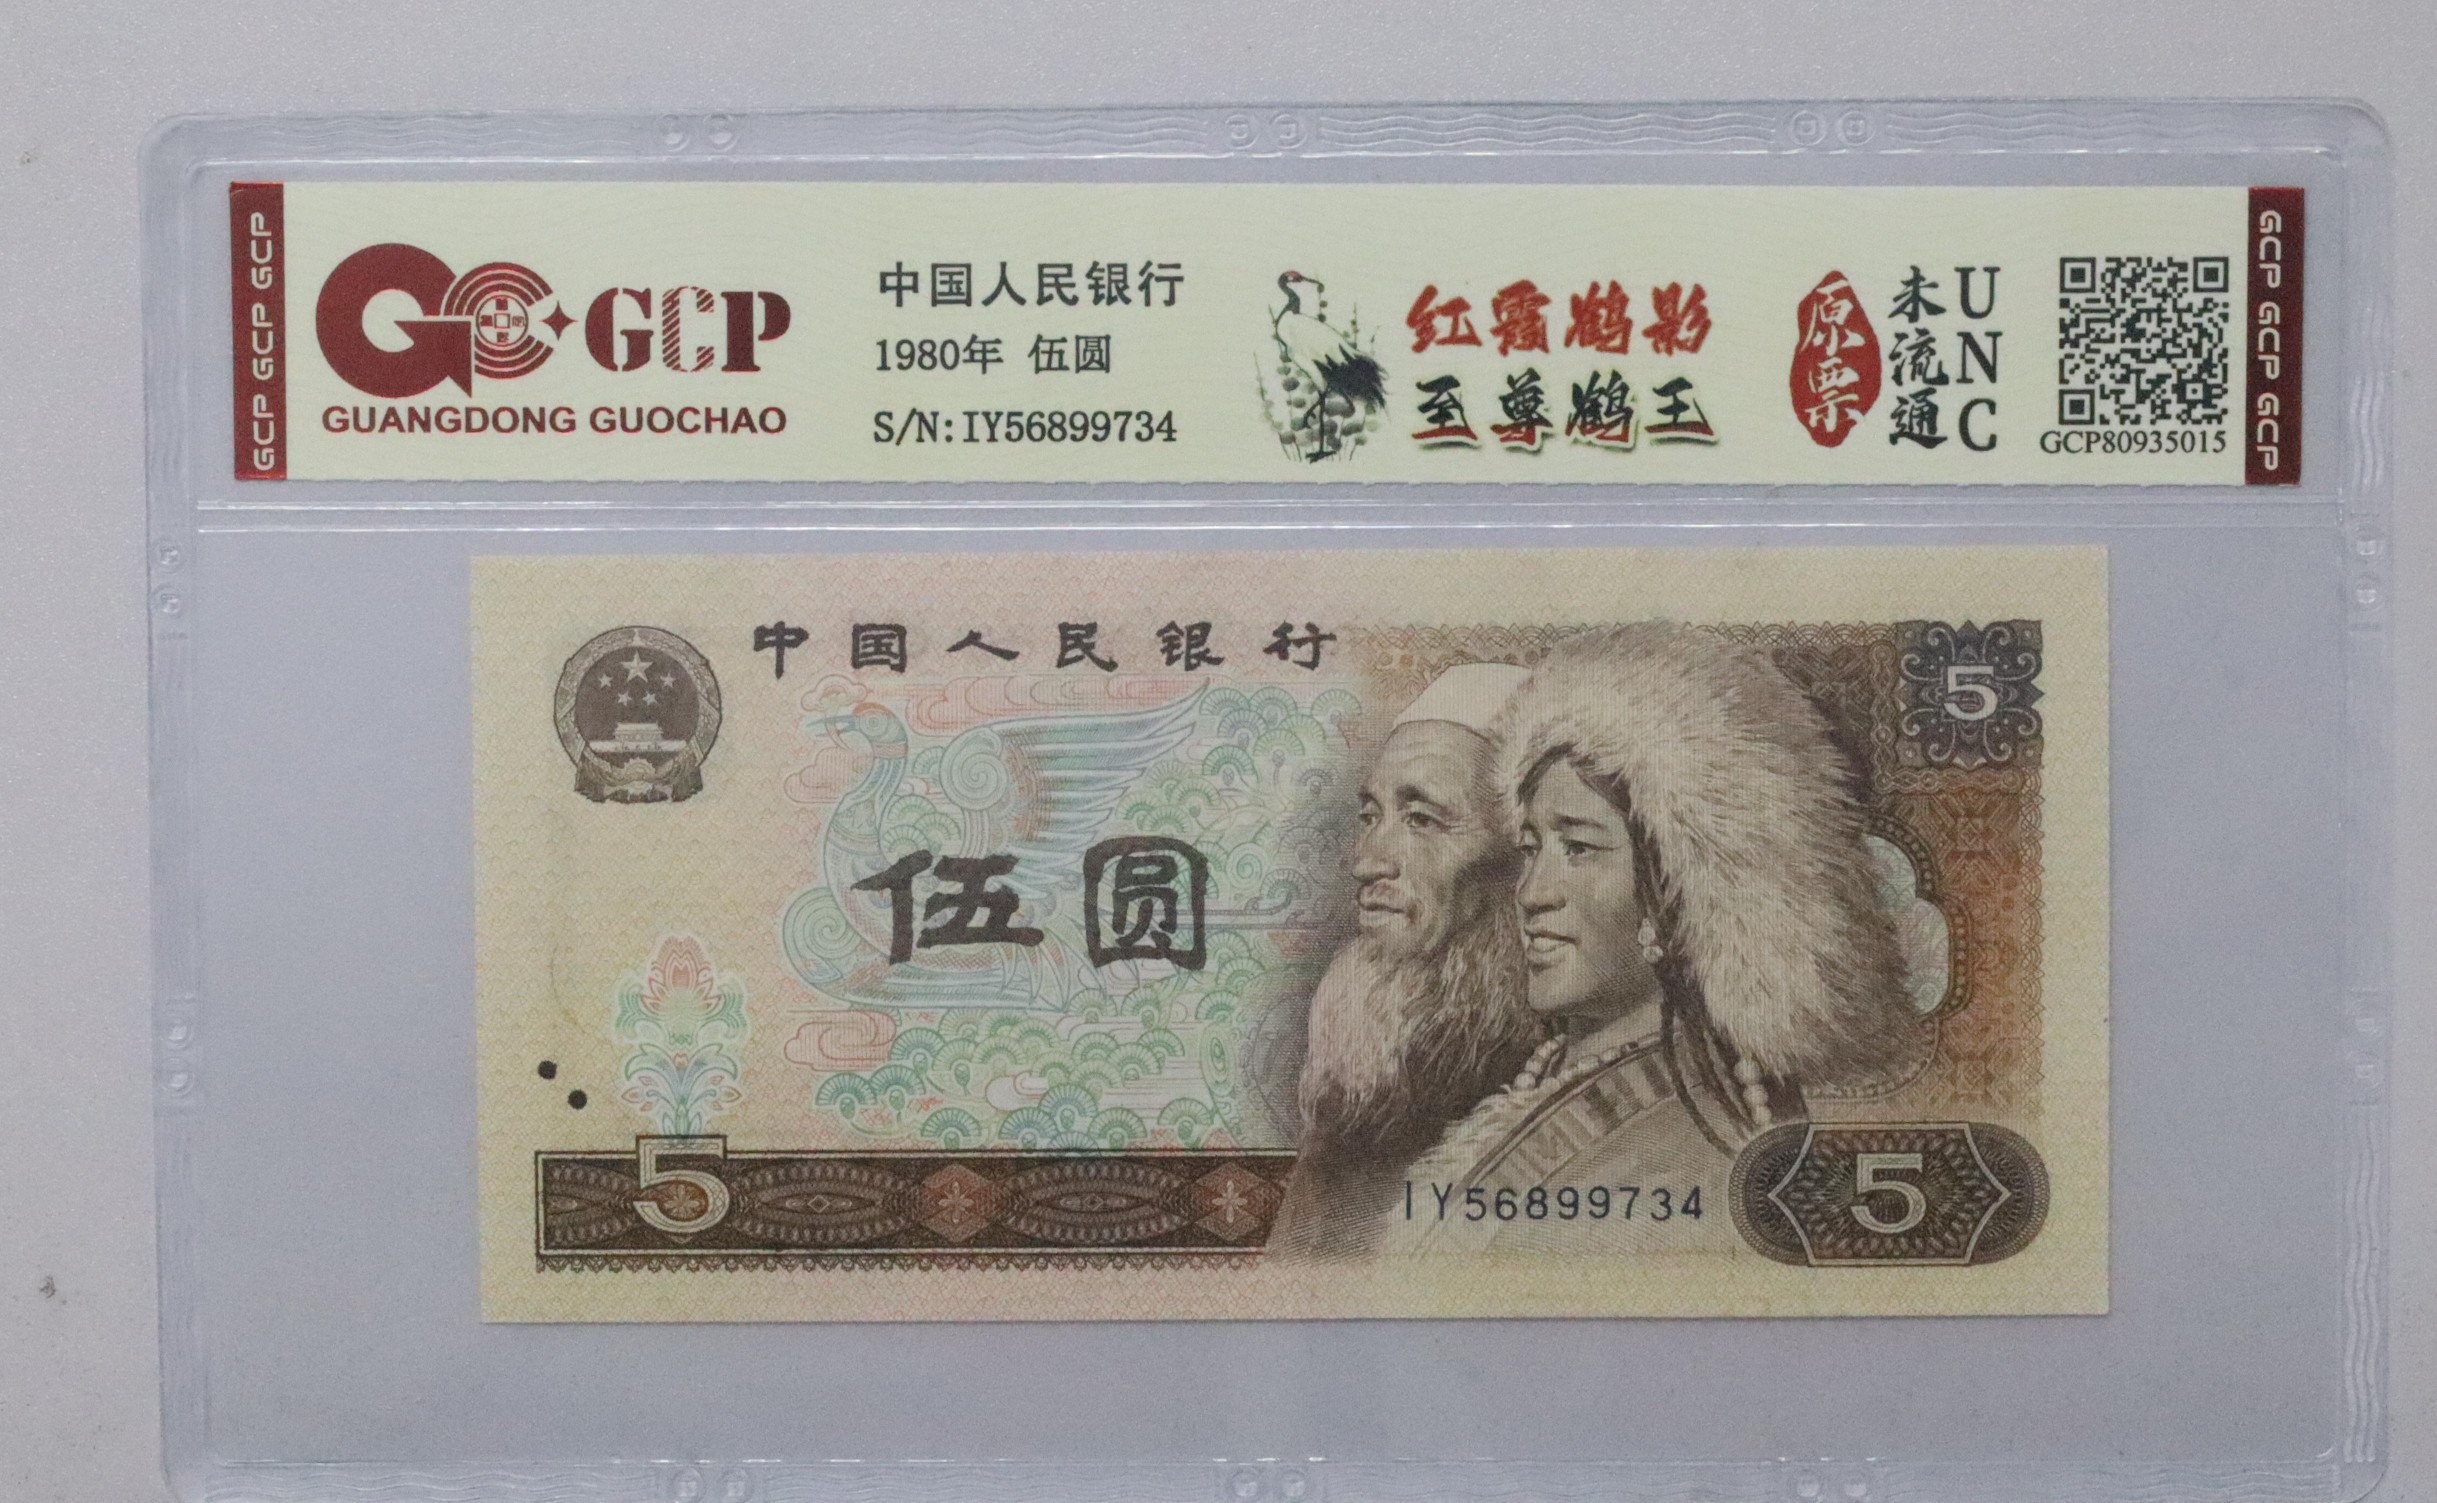 GCP GCP GCP
GCP
GUANGDONG GUOCHAO
中国人民银行
1980年 伍圆
S/N:IY56899734
红霞鹤影
至尊鹤王
原票
未流通
UNC
GCP80935015
GCP GCP GCP GCP
中国人民银行
5
伍圆
5
IY56899734
5